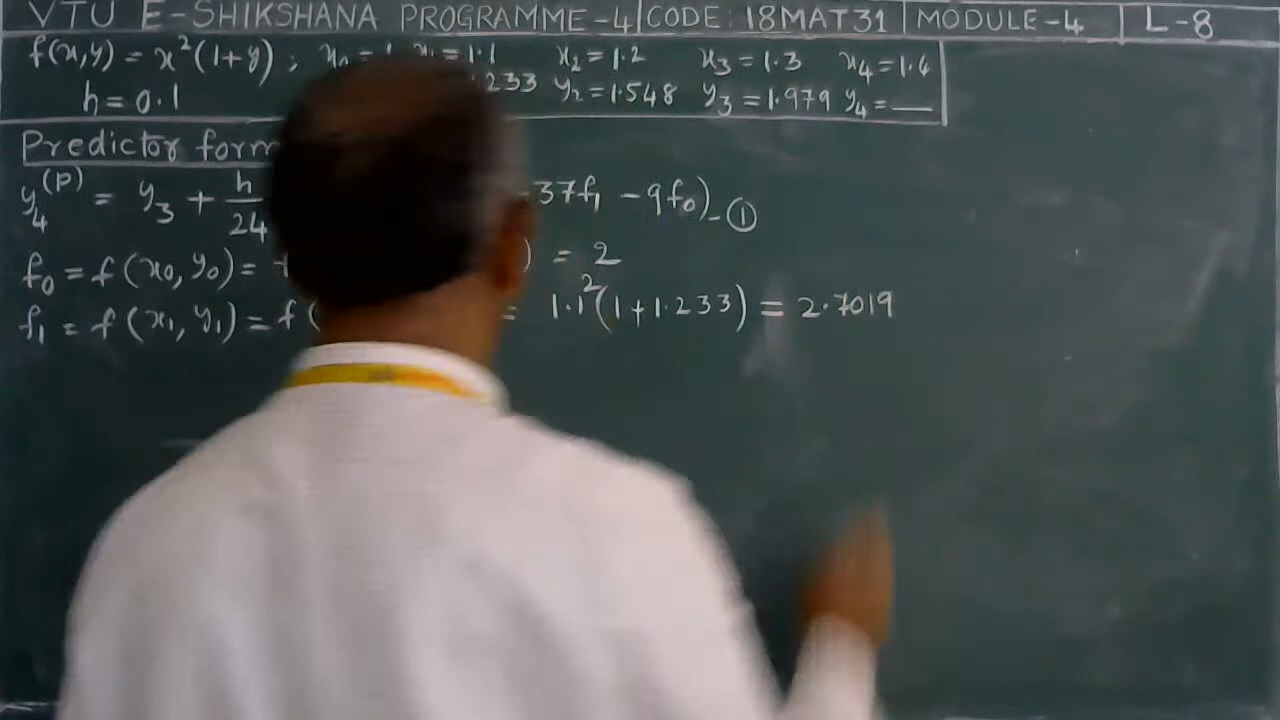 VTU E-SHIKSHANA PROGRAMME-4 CODE: 18MAT31 MODULE-4 L-8
f(x,y) = x²(1+y) ; x₀ = 1 x₁ = 1.1 x₂ = 1.2 x₃ = 1.3 x₄ = 1.4
h = 0.1 .233 y₂ = 1.548 y₃ = 1.979 y₄ = —
Predictor form
y₄⁽ᵖ⁾ = y₃ + h/24 37f₁ - 9f₀) - ①
f₀ = f(x₀, y₀) = ) = 2
f₁ = f(x₁, y₁) = f( = 1.1²(1+1.233) = 2.7019